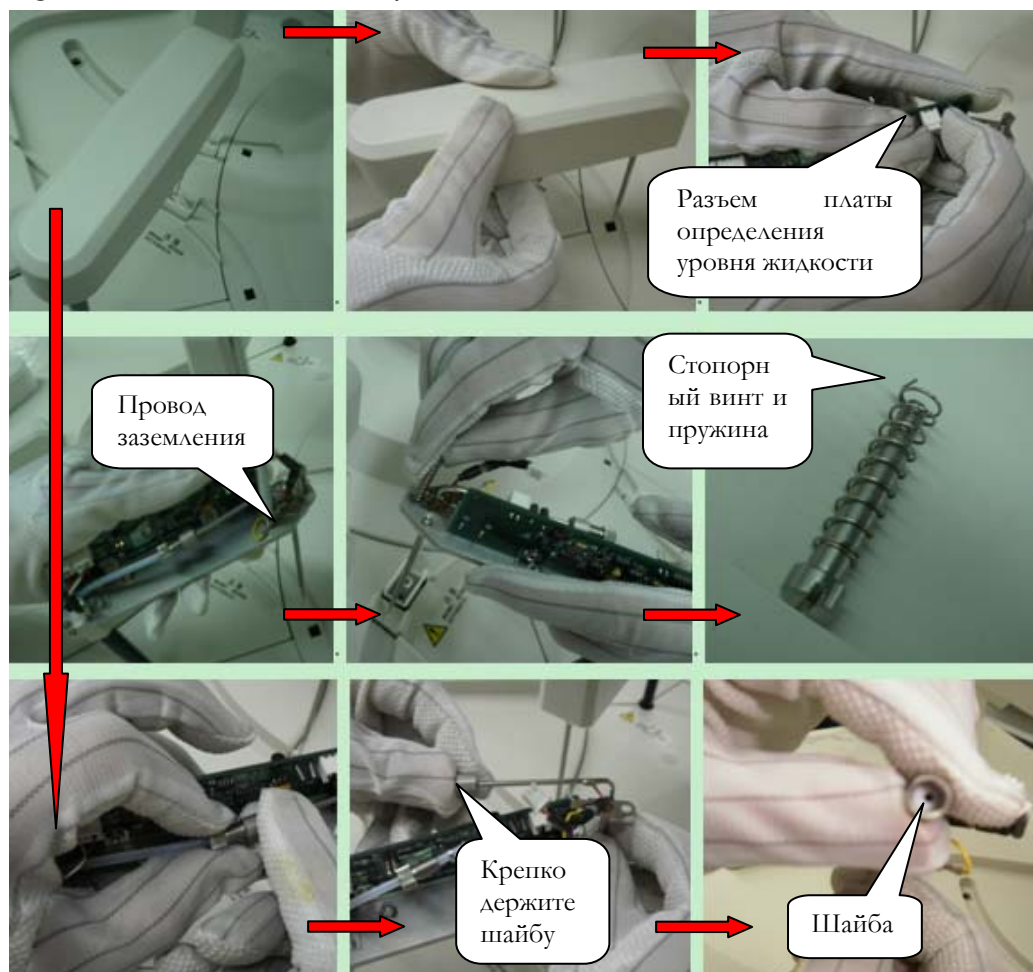 Разъем платы
определения
уровня жидкости
Провод
заземления
Стопорн
ый винт и
пружина
Крепко
держите
шайбу
Шайба